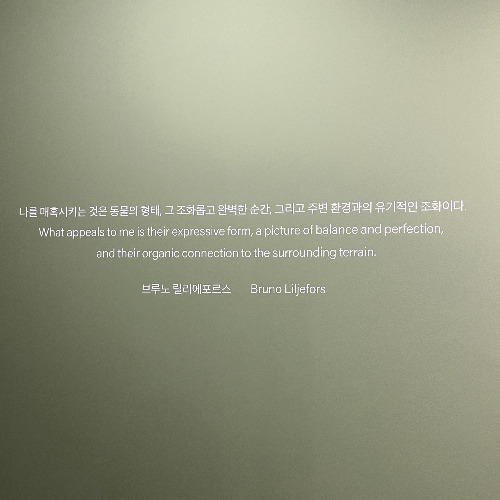 나를 매혹시키는 것은 동물의 형태, 그 조화롭고 완벽한 순간, 그리고 주변 환경과의 유기적인 조화이다.
What appeals to me is their expressive form, a picture of balance and perfection,
and their organic connection to the surrounding terrain.
브루노 릴리에포르스 Bruno Liljefors